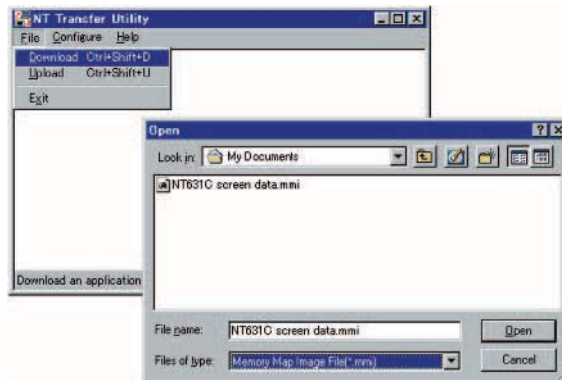 NT Transfer Utility
File Configure Help
Download Ctrl+Shift+D
Upload Ctrl+Shift+U
Exit
Download an application
Open
Look in: My Documents
NT631C screen data.mmi
File name: NT631C screen data.mmi Open
Files of type: Memory Map Image File(*.mmi) Cancel